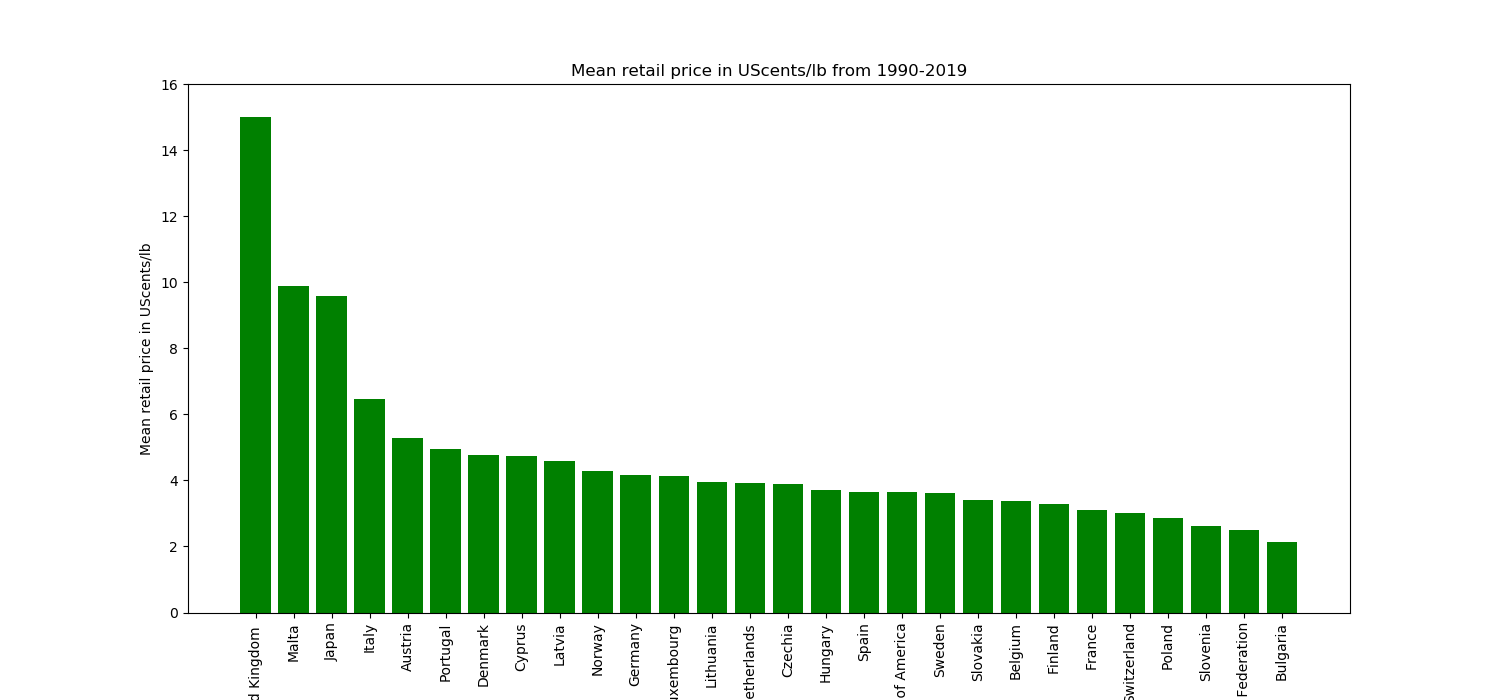 Mean retail price in UScents/lb from 1990-2019
Mean retail price in UScents/lb
16
14
12
10
8
6
4
2
0
d Kingdom
Malta
Japan
Italy
Austria
Portugal
Denmark
Cyprus
Latvia
Norway
Germany
uxembourg
Lithuania
etherlands
Czechia
Hungary
Spain
of America
Sweden
Slovakia
Belgium
Finland
France
Switzerland
Poland
Slovenia
Federation
Bulgaria